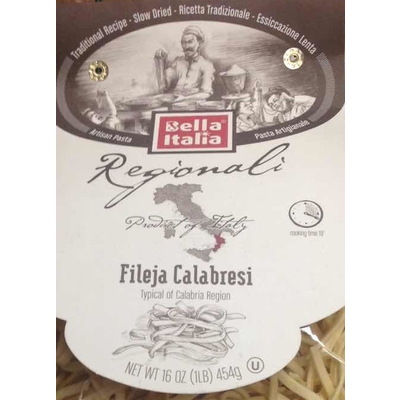 Traditional Recipe - Slow Dried - Ricetta Tradizionale - Essiccazione Lenta
Artisan Pasta
Bella®
Italia
Pasta Artigianale
Regionali
Product of Italy
cooking time 18'
Fileja Calabresi
Typical of Calabria Region
NET WT 16 OZ (1LB) 454g
U